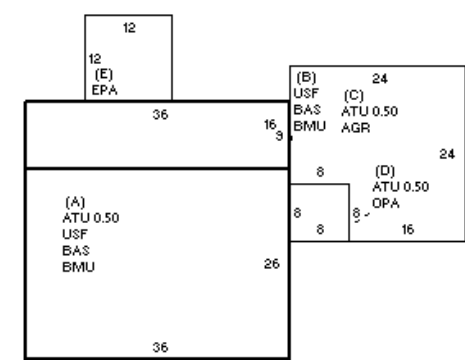 12
12
(E)
EPA
36
16
9
(B)
USF
BAS
BMU
24
(C)
ATU 0.50
AGR
24
8
(D)
ATU 0.50
OPA
8
8
8
16
(A)
ATU 0.50
USF
BAS
BMU
26
36